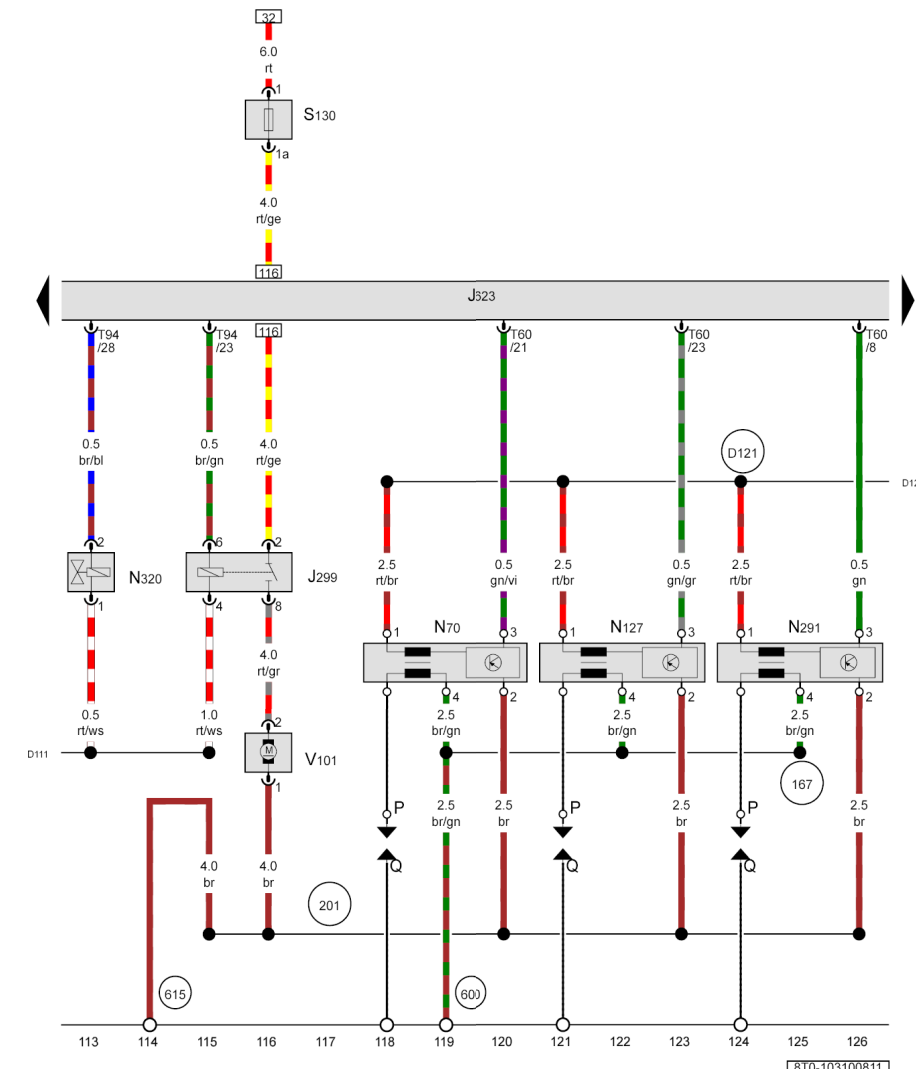 32
6.0
rt
1
S130
1a
4.0
rt/ge
116
J623
T94
/28
T94
/23
116
T60
/21
T60
/23
T60
/8
D121
0.5
br/bl
0.5
br/gn
4.0
rt/ge
2.5
rt/br
0.5
gn/vi
2.5
rt/br
0.5
gn/gr
2.5
rt/br
0.5
gn
2
N320
6
2
J299
1
4
8
1
N70
3
1
N127
3
1
N291
3
4
2
4
2
4
2
4.0
rt/gr
0.5
rt/ws
1.0
rt/ws
2.5
br/gn
2.5
br/gn
2.5
br/gn
D111
2
M
V101
1
167
P
2.5
br/gn
2.5
br
P
2.5
br
P
2.5
br
Q
Q
Q
4.0
br
4.0
br
201
615
600
113 114 115 116 117 118 119 120 121 122 123 124 125 126
8T0-103100811